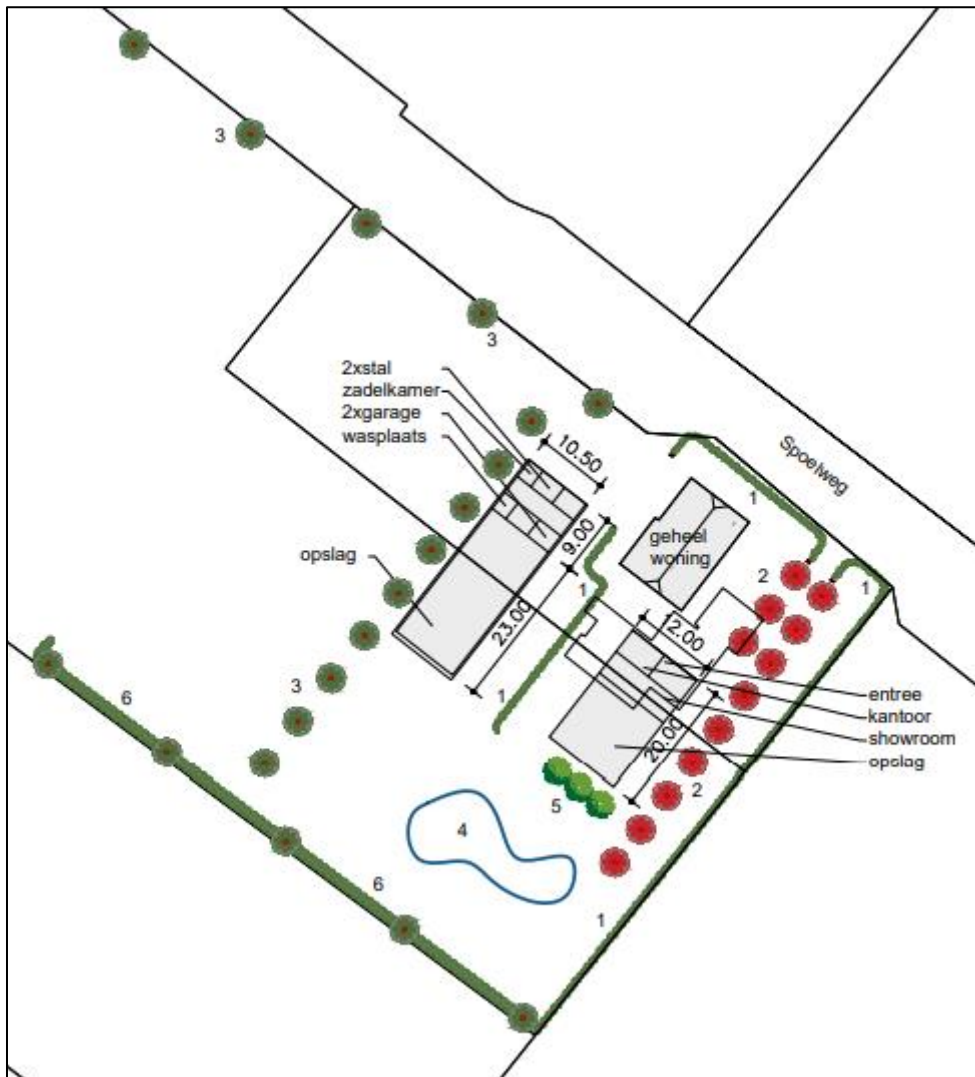 3
3
2xstal
zadelkamer
2xgarage
wasplaats
10.50
Spoelweg
1
geheel
woning
opslag
9.00
2
1
1
23.00
12.00
3
1
entree
kantoor
showroom
opslag
20.00
6
5
2
4
6
1